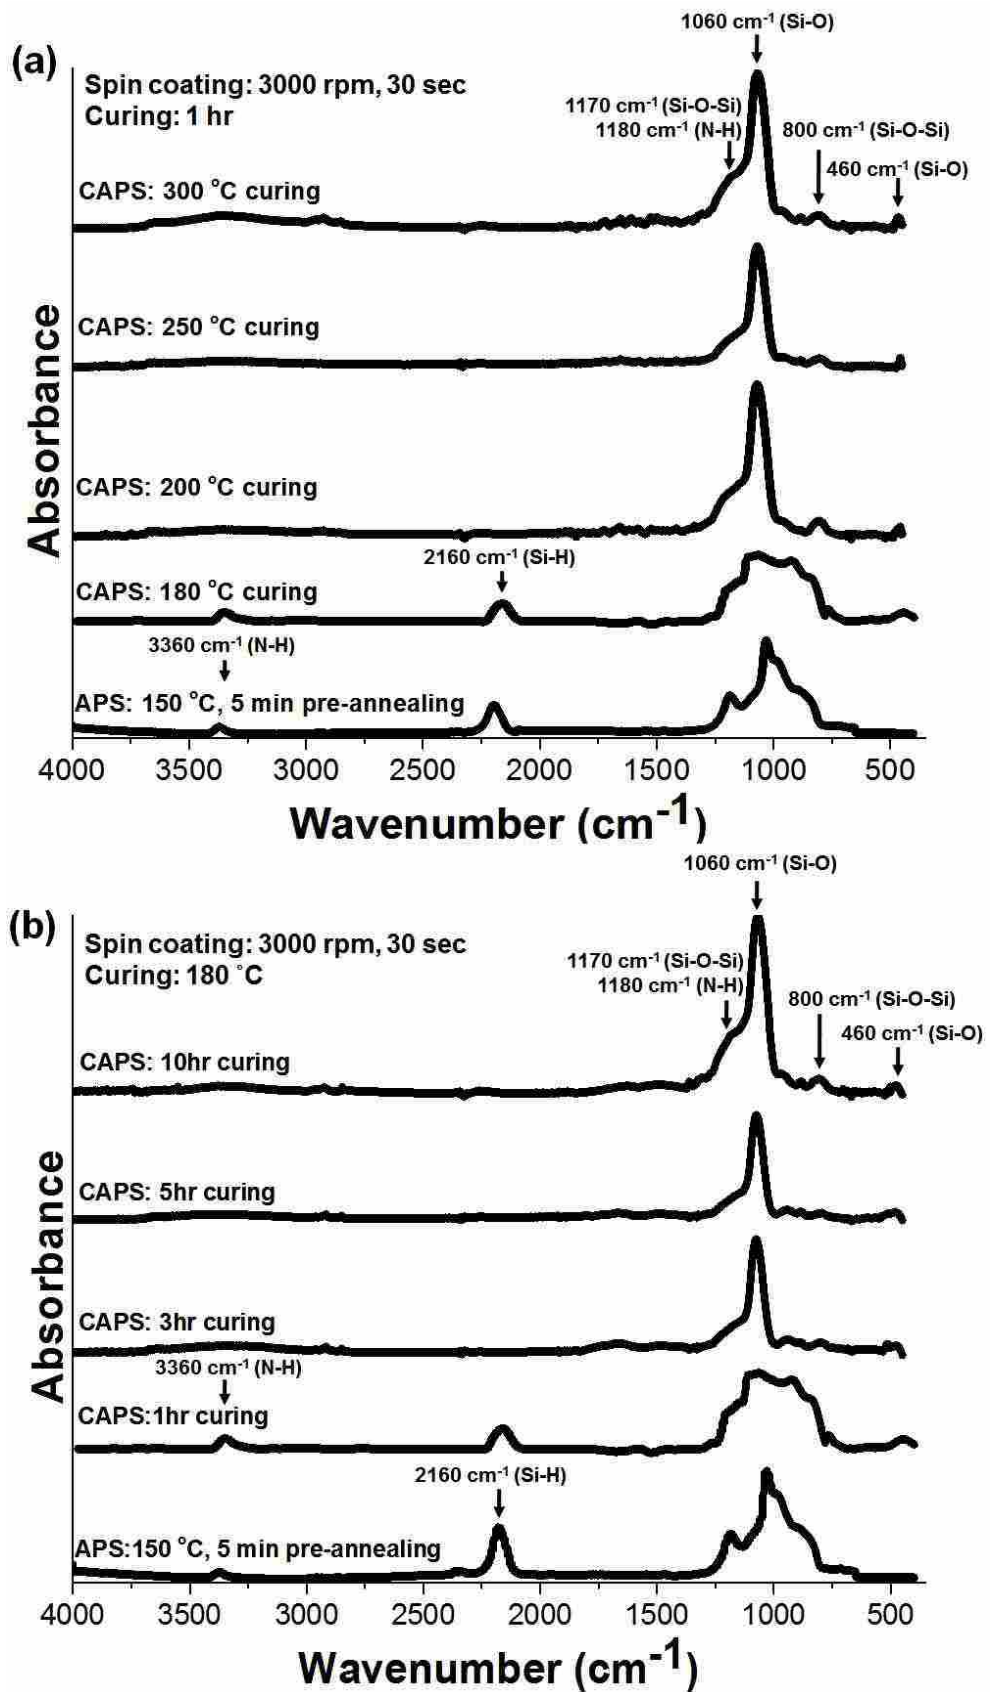 (a)
1060 cm⁻¹ (Si-O)
Spin coating: 3000 rpm, 30 sec
Curing: 1 hr
1170 cm⁻¹ (Si-O-Si)
1180 cm⁻¹ (N-H)
800 cm⁻¹ (Si-O-Si)
460 cm⁻¹ (Si-O)
CAPS: 300 °C curing
CAPS: 250 °C curing
CAPS: 200 °C curing
2160 cm⁻¹ (Si-H)
CAPS: 180 °C curing
3360 cm⁻¹ (N-H)
APS: 150 °C, 5 min pre-annealing
Absorbance
4000 3500 3000 2500 2000 1500 1000 500
Wavenumber (cm⁻¹)
(b)
1060 cm⁻¹ (Si-O)
Spin coating: 3000 rpm, 30 sec
Curing: 180 °C
1170 cm⁻¹ (Si-O-Si)
1180 cm⁻¹ (N-H)
800 cm⁻¹ (Si-O-Si)
460 cm⁻¹ (Si-O)
CAPS: 10hr curing
CAPS: 5hr curing
CAPS: 3hr curing
3360 cm⁻¹ (N-H)
CAPS:1hr curing
2160 cm⁻¹ (Si-H)
APS:150 °C, 5 min pre-annealing
Absorbance
4000 3500 3000 2500 2000 1500 1000 500
Wavenumber (cm⁻¹)